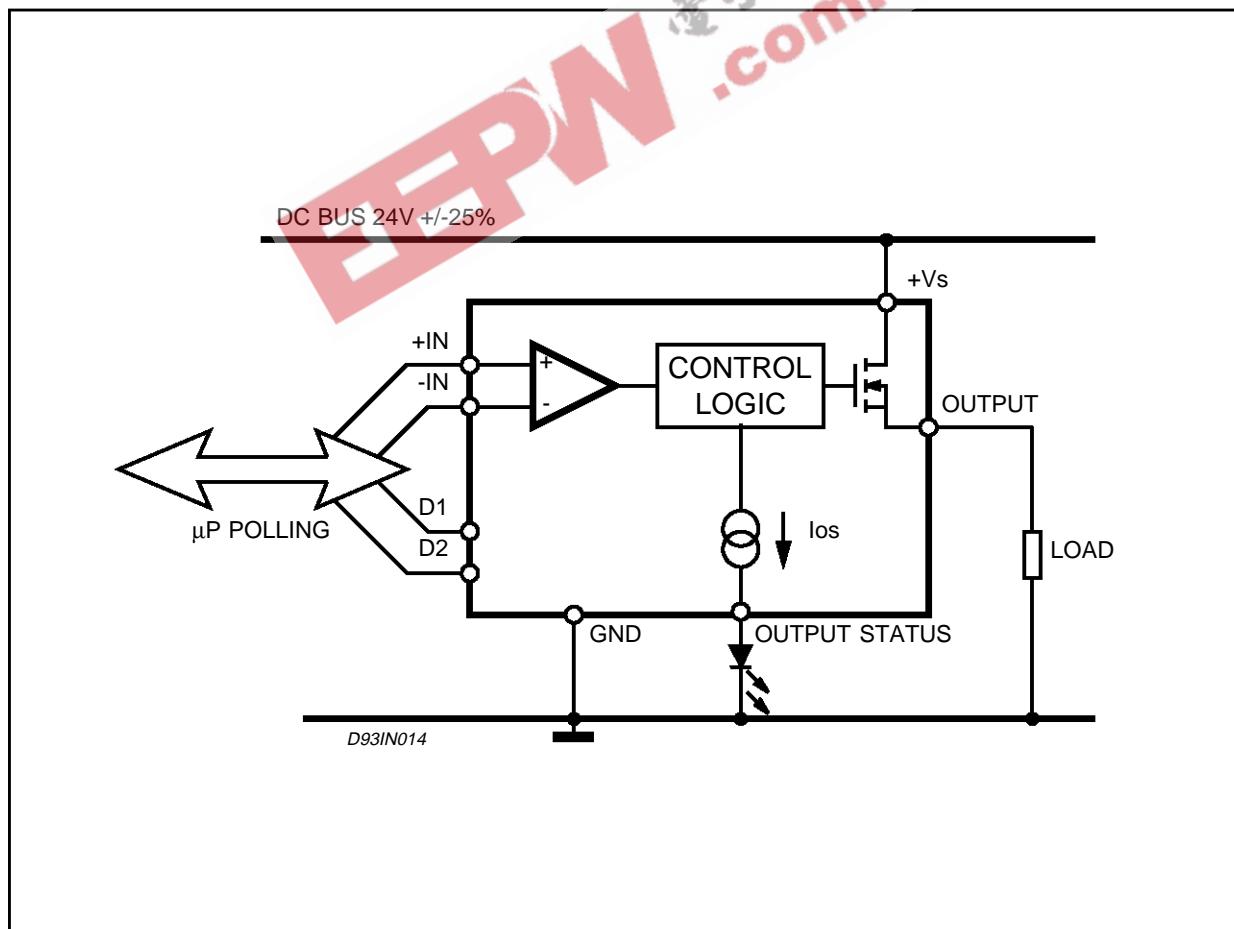 EEPW
.com
DC BUS 24V +/-25%
+Vs
+IN
-IN
+
-
CONTROL
LOGIC
OUTPUT
D1
D2
µP POLLING
Ios
LOAD
GND
OUTPUT STATUS
D93IN014